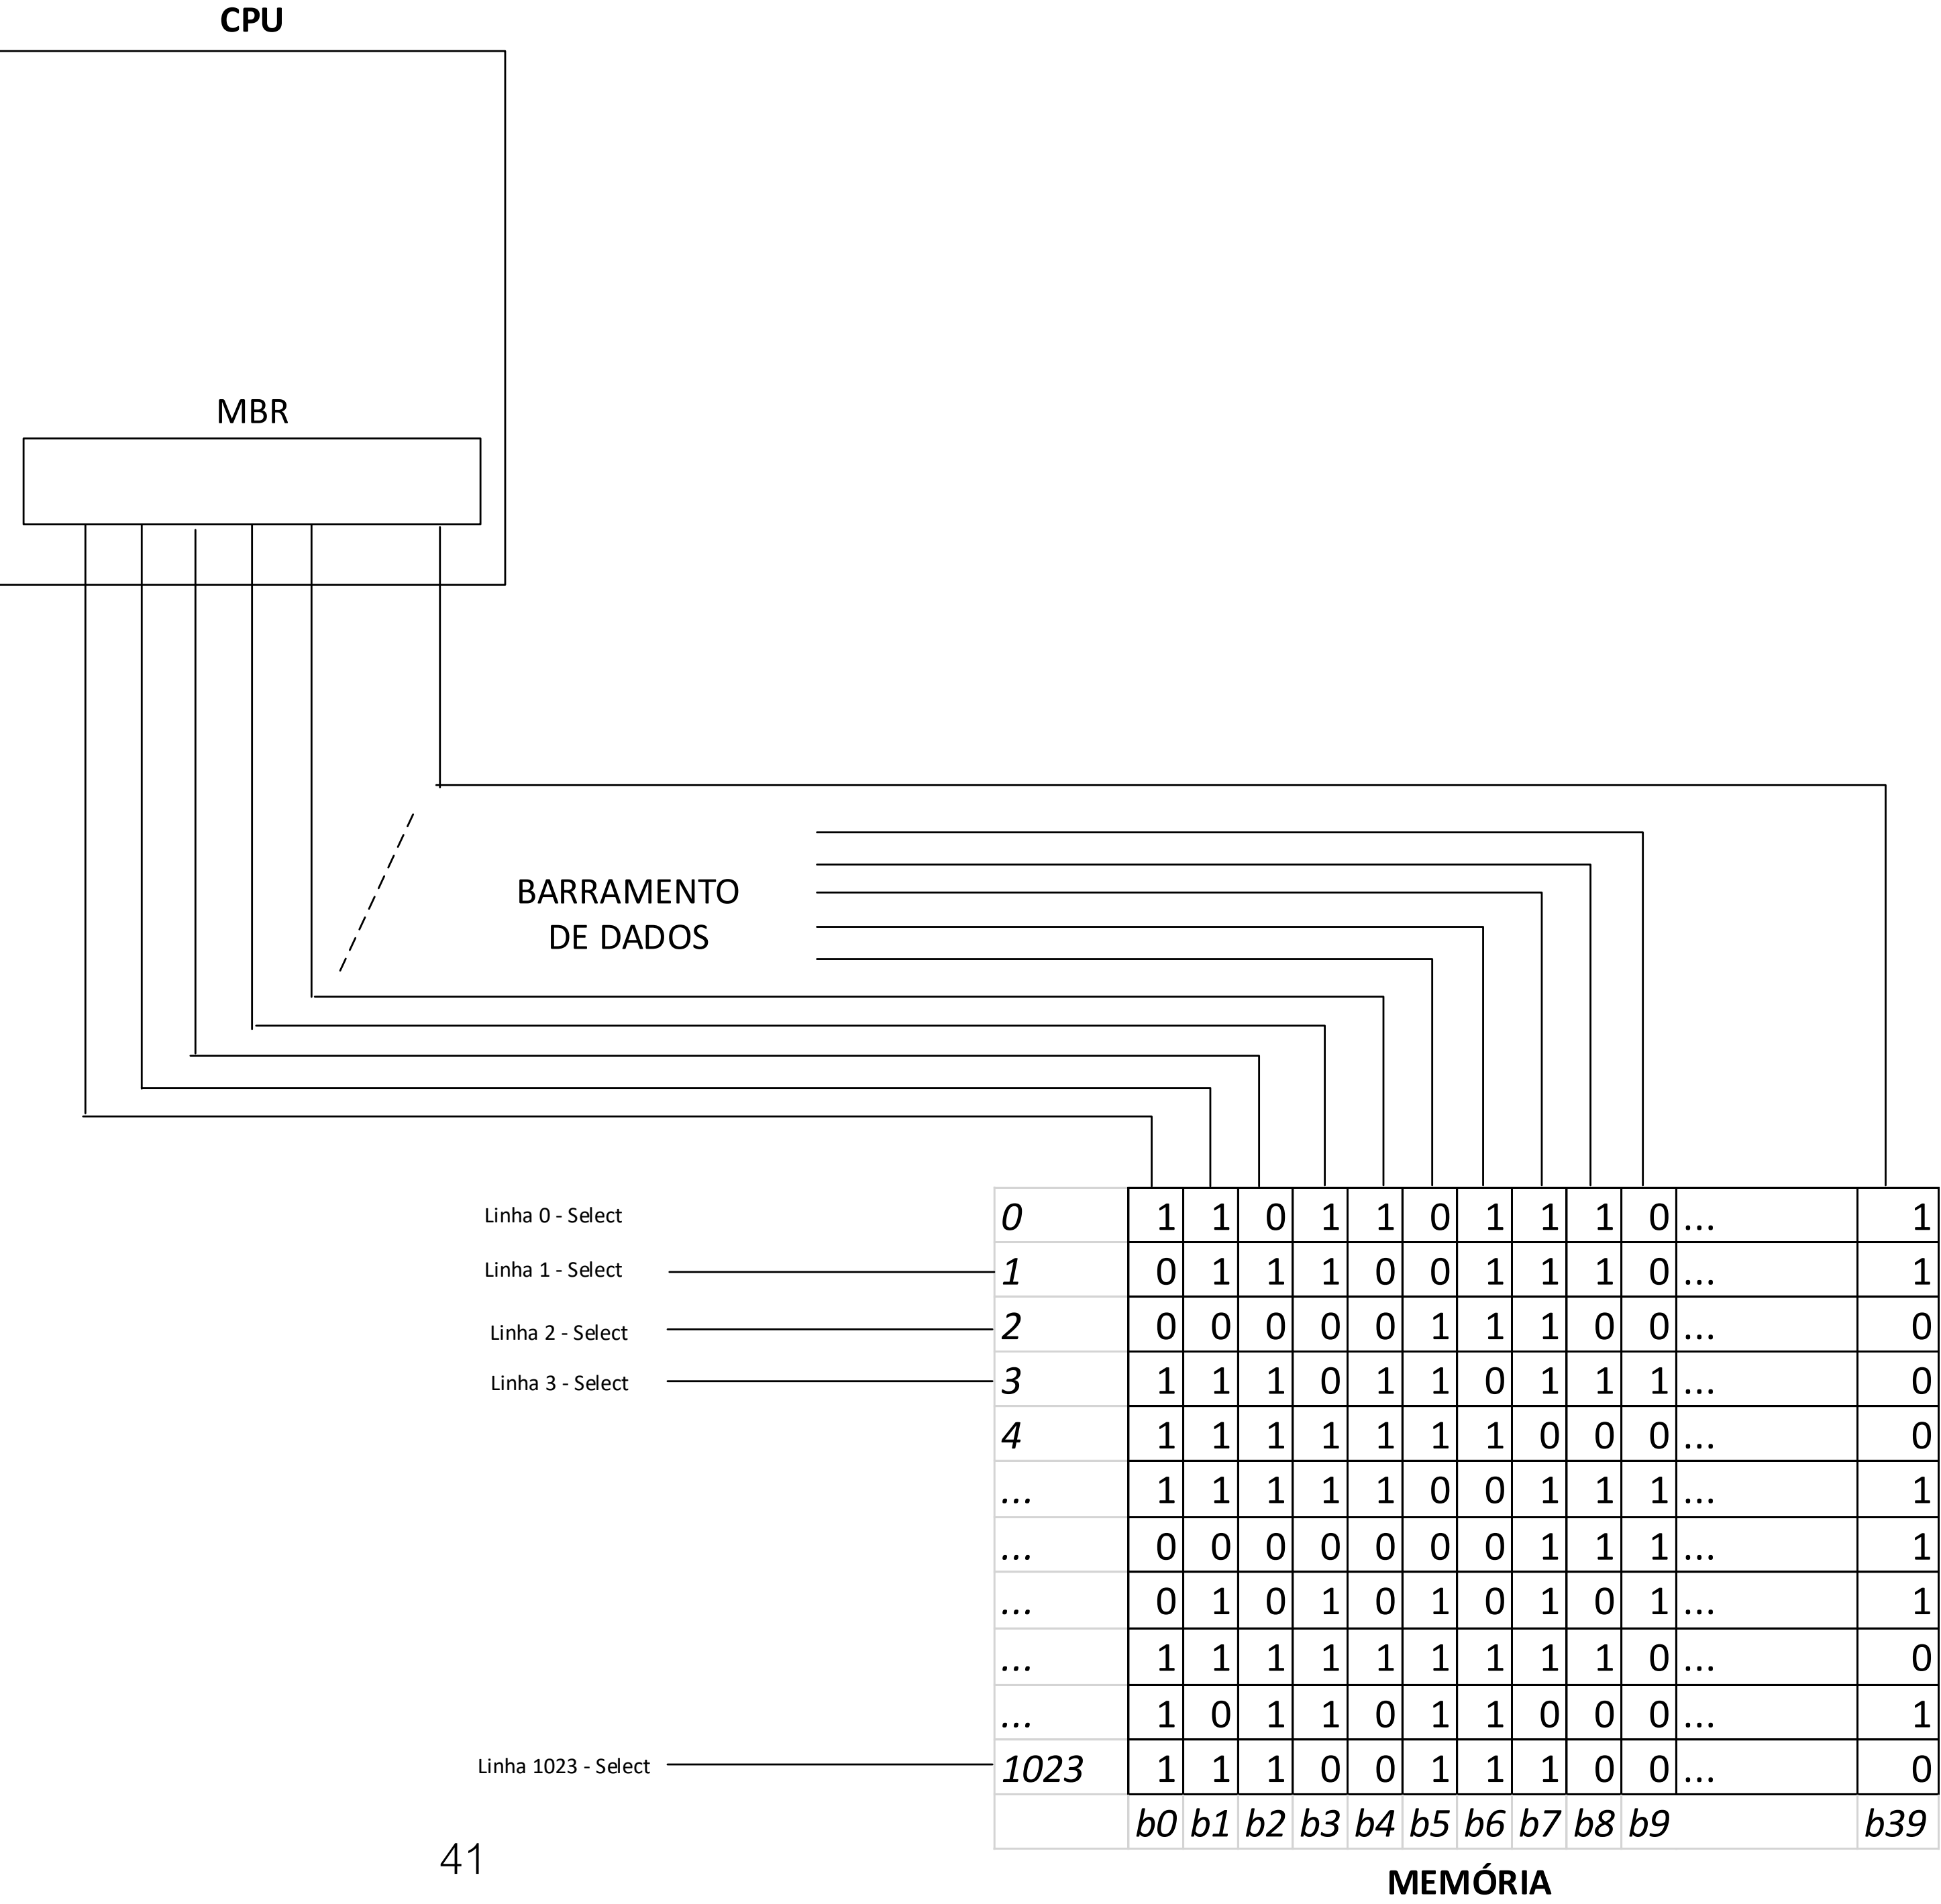 CPU
MBR
BARRAMENTO
DE DADOS
Linha 0 - Select
Linha 1 - Select
Linha 2 - Select
Linha 3 - Select
Linha 1023 - Select
0 1 1 0 1 1 0 1 1 1 0 ... 1
1 0 1 1 1 0 0 1 1 1 0 ... 1
2 0 0 0 0 0 1 1 1 0 0 ... 0
3 1 1 1 0 1 1 0 1 1 1 ... 0
4 1 1 1 1 1 1 1 0 0 0 ... 0
... 1 1 1 1 1 0 0 1 1 1 ... 1
... 0 0 0 0 0 0 0 1 1 1 ... 1
... 0 1 0 1 0 1 0 1 0 1 ... 1
... 1 1 1 1 1 1 1 1 1 0 ... 0
... 1 0 1 1 0 1 1 0 0 0 ... 1
1023 1 1 1 0 0 1 1 1 0 0 ... 0
b0 b1 b2 b3 b4 b5 b6 b7 b8 b9 b39
MEMÓRIA
41